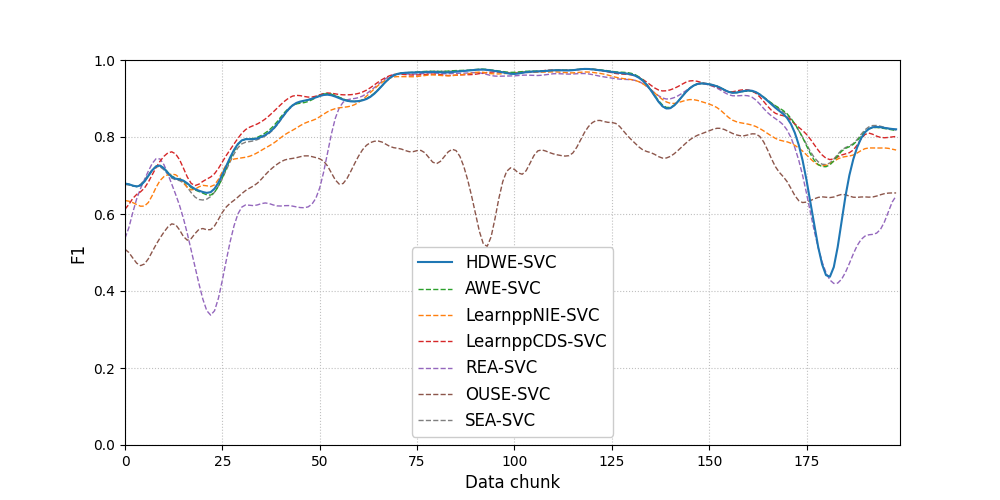 1.0
0.8
0.6
0.4
0.2
0.0
F1
0 25 50 75 100 125 150 175
Data chunk
HDWE-SVC
AWE-SVC
LearnppNIE-SVC
LearnppCDS-SVC
REA-SVC
OUSE-SVC
SEA-SVC